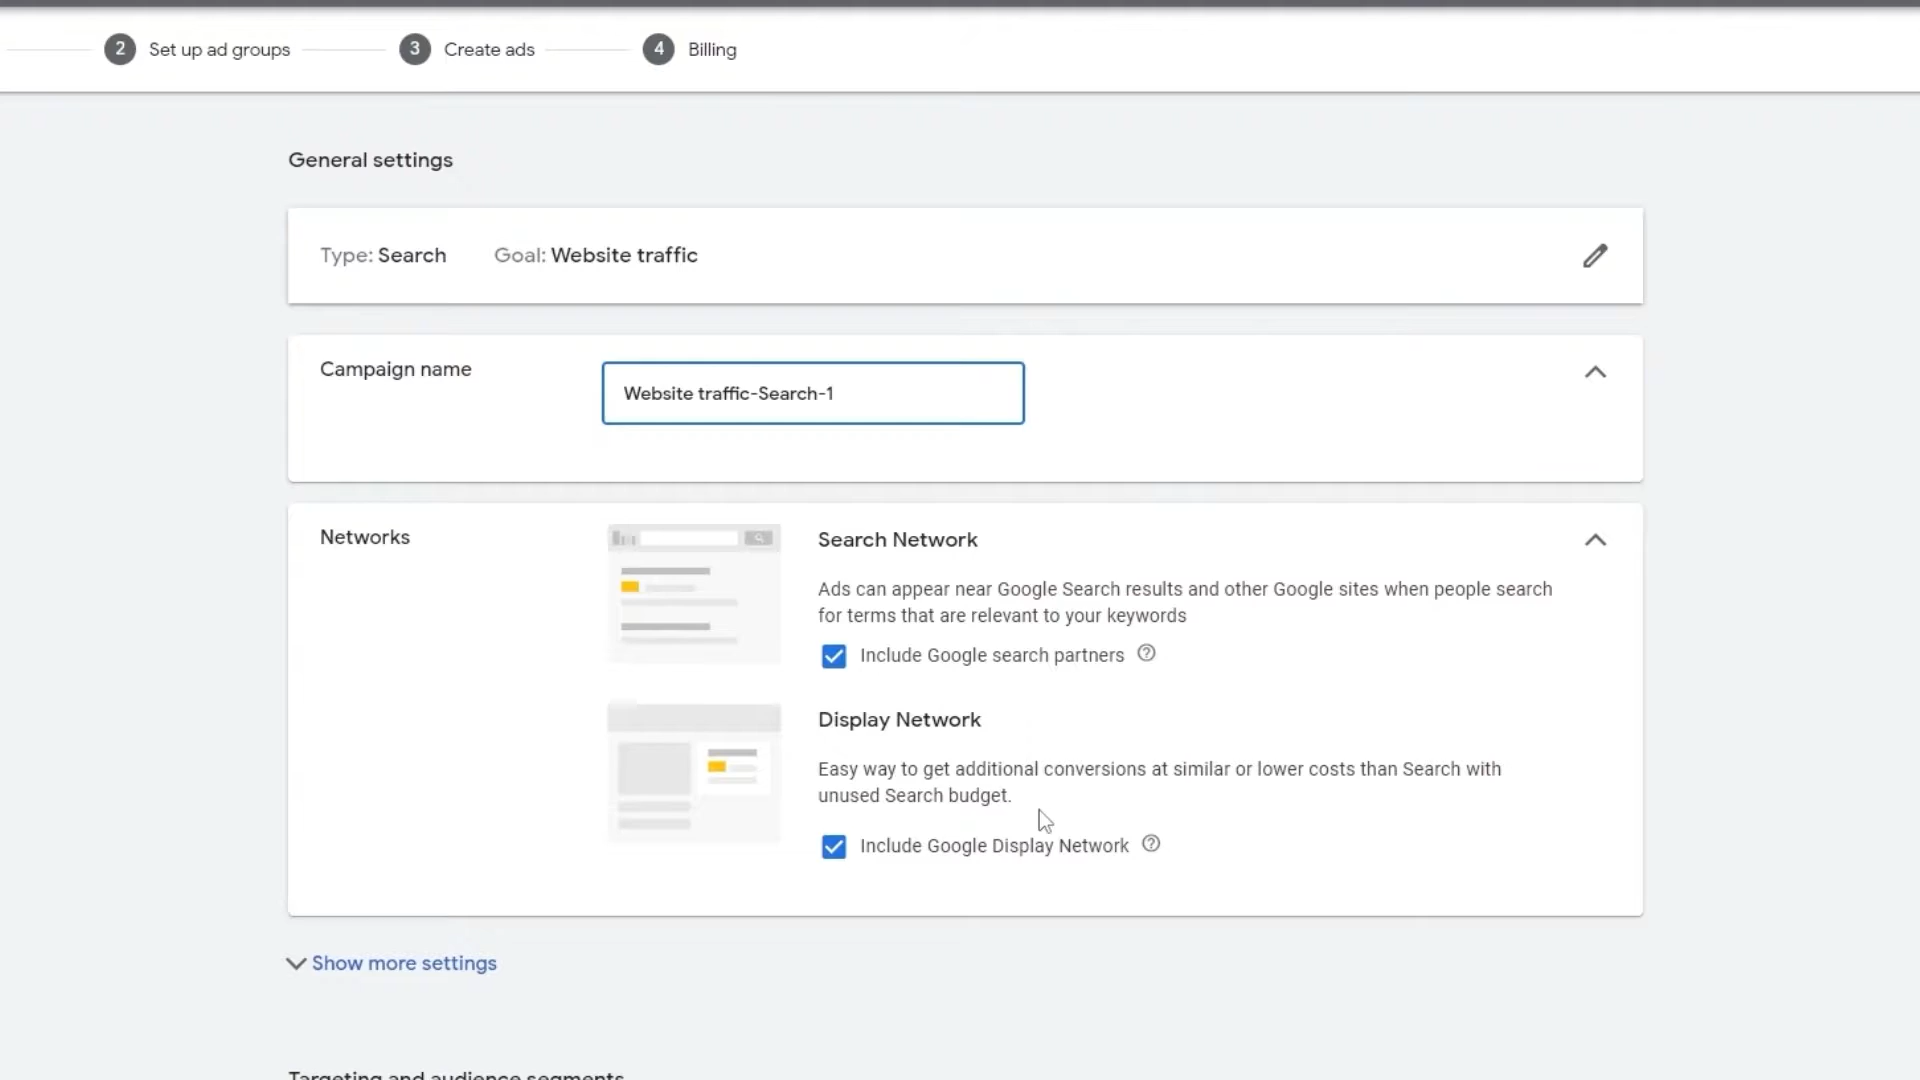 2 Set up ad groups 3 Create ads 4 Billing
General settings
Type: Search Goal: Website traffic
Campaign name
Website traffic-Search-1
Networks
Search Network
Ads can appear near Google Search results and other Google sites when people search
for terms that are relevant to your keywords
Include Google search partners
Display Network
Easy way to get additional conversions at similar or lower costs than Search with
unused Search budget.
Include Google Display Network
Show more settings
Targeting and audience segments